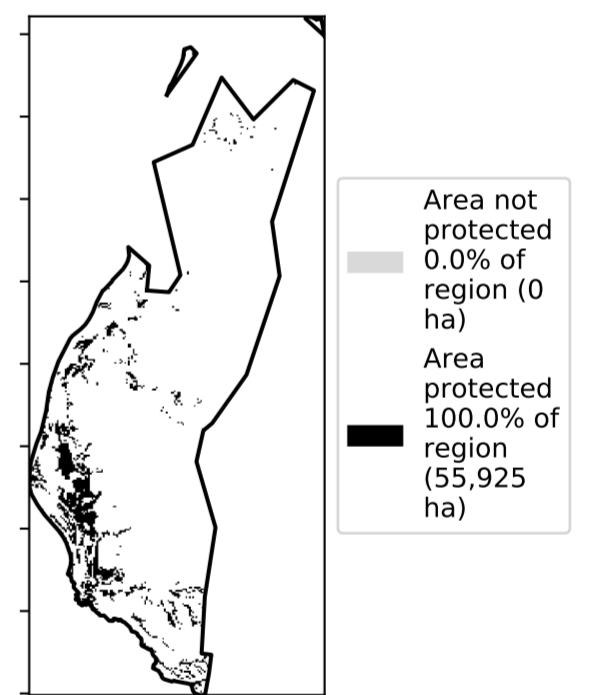 Area not
protected
0.0% of
region (0
ha)
Area
protected
100.0% of
region
(55,925
ha)